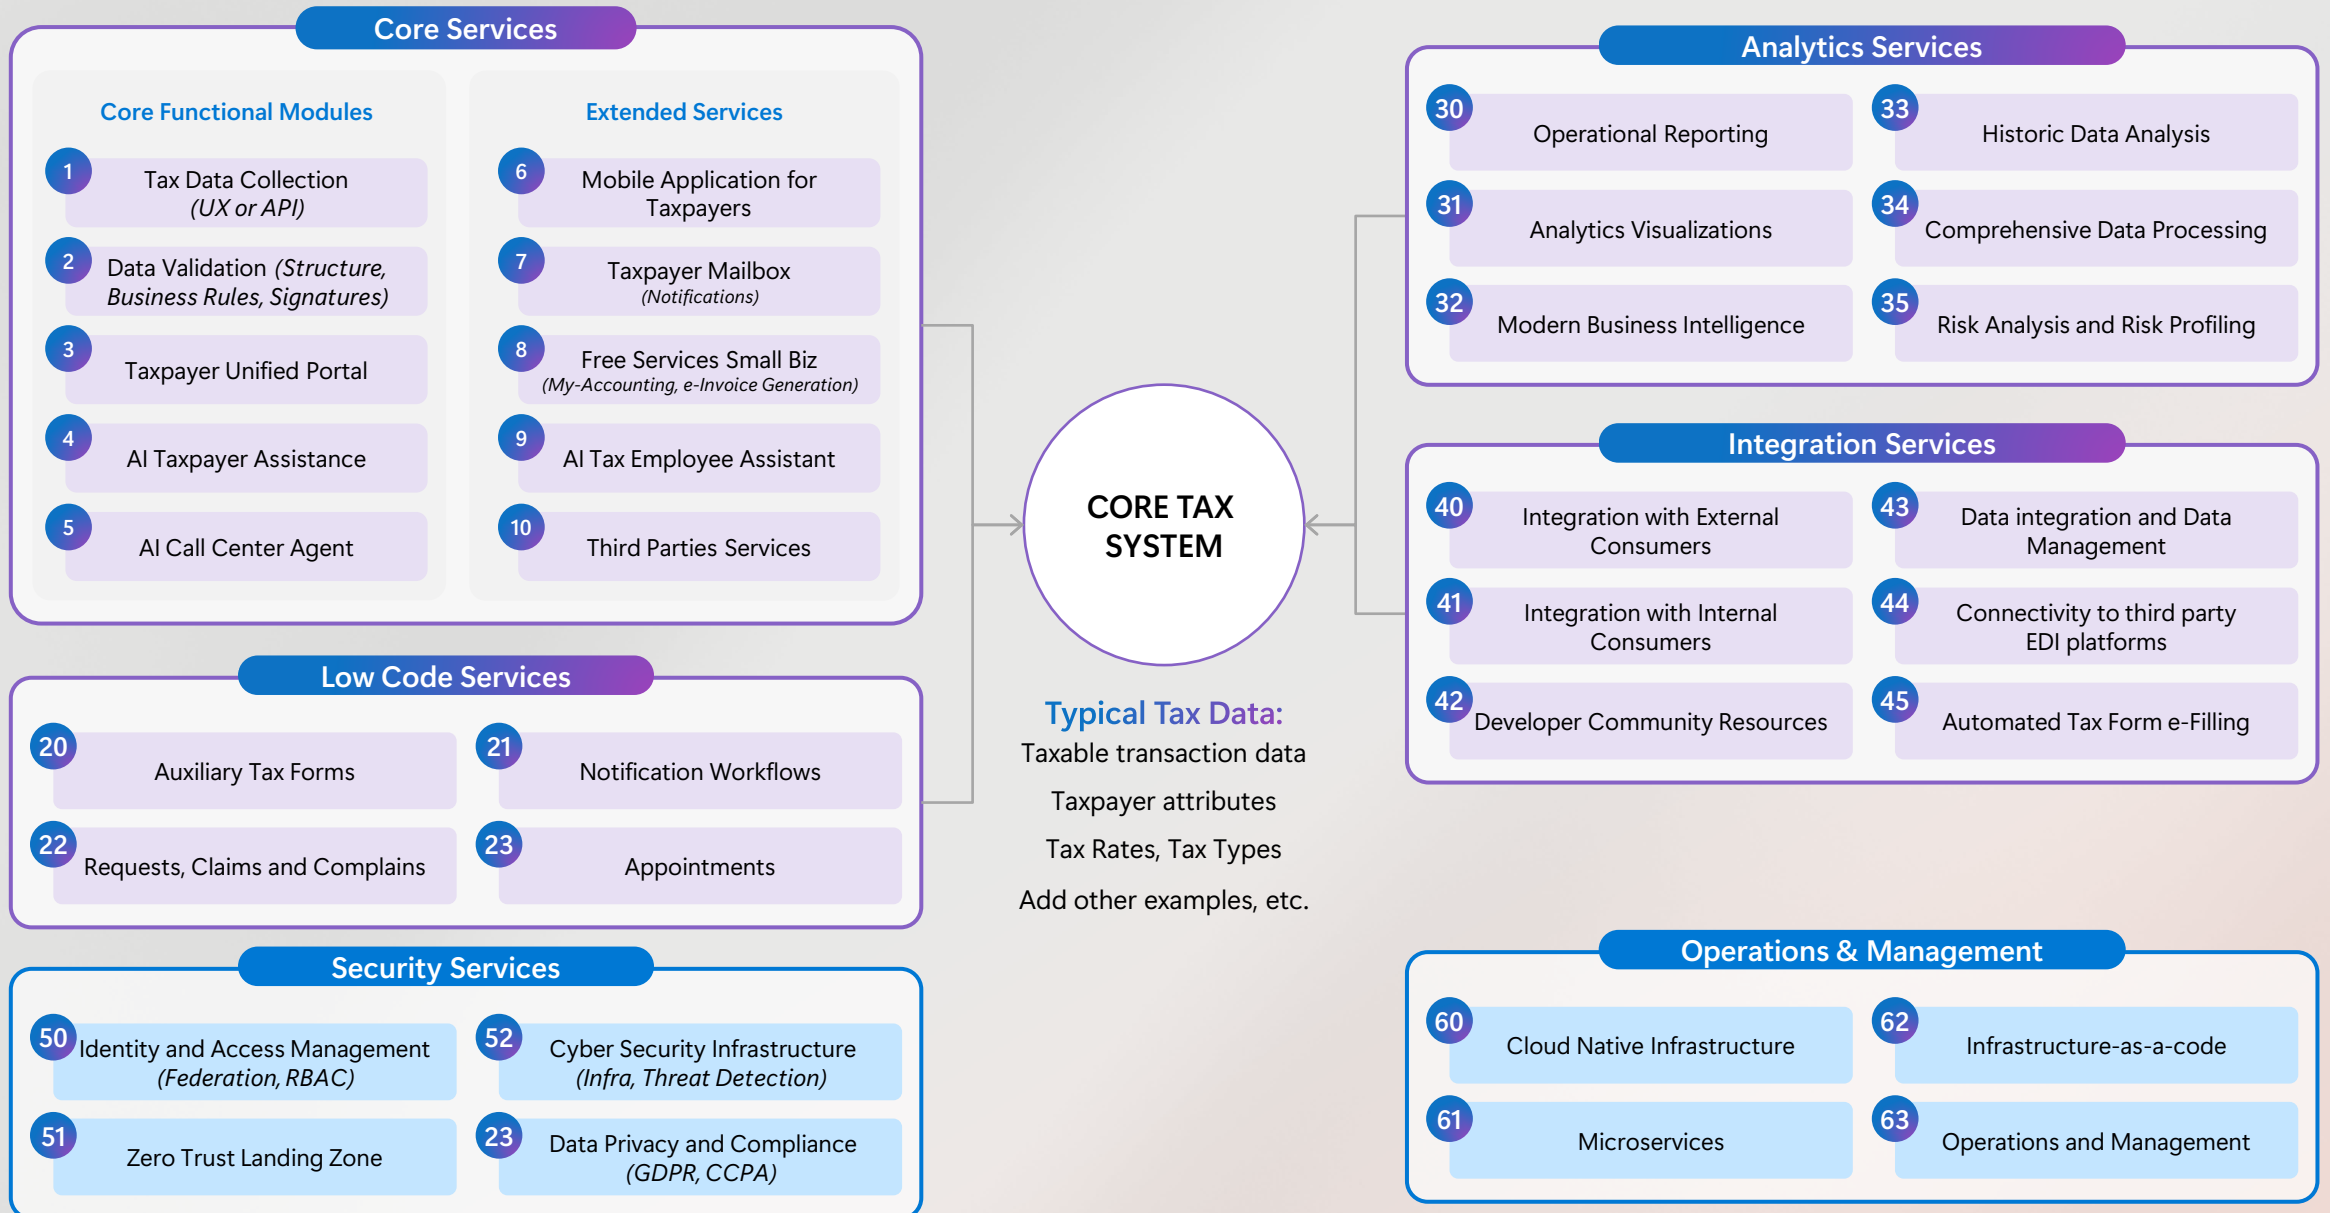 Core Services
Core Functional Modules
1
Tax Data Collection
(UX or API)
2
Data Validation (Structure,
Business Rules, Signatures)
3
Taxpayer Unified Portal
4
AI Taxpayer Assistance
5
AI Call Center Agent
Extended Services
6
Mobile Application for
Taxpayers
7
Taxpayer Mailbox
(Notifications)
8
Free Services Small Biz
(My-Accounting, e-Invoice Generation)
9
AI Tax Employee Assistant
10
Third Parties Services
Low Code Services
20
Auxiliary Tax Forms
21
Notification Workflows
22
Requests, Claims and Complains
23
Appointments
Security Services
50
Identity and Access Management
(Federation, RBAC)
52
Cyber Security Infrastructure
(Infra, Threat Detection)
51
Zero Trust Landing Zone
23
Data Privacy and Compliance
(GDPR, CCPA)
CORE TAX
SYSTEM
Typical Tax Data:
Taxable transaction data
Taxpayer attributes
Tax Rates, Tax Types
Add other examples, etc.
Analytics Services
30
Operational Reporting
33
Historic Data Analysis
31
Analytics Visualizations
34
Comprehensive Data Processing
32
Modern Business Intelligence
35
Risk Analysis and Risk Profiling
Integration Services
40
Integration with External
Consumers
43
Data integration and Data
Management
41
Integration with Internal
Consumers
44
Connectivity to third party
EDI platforms
42
Developer Community Resources
45
Automated Tax Form e-Filling
Operations & Management
60
Cloud Native Infrastructure
62
Infrastructure-as-a-code
61
Microservices
63
Operations and Management